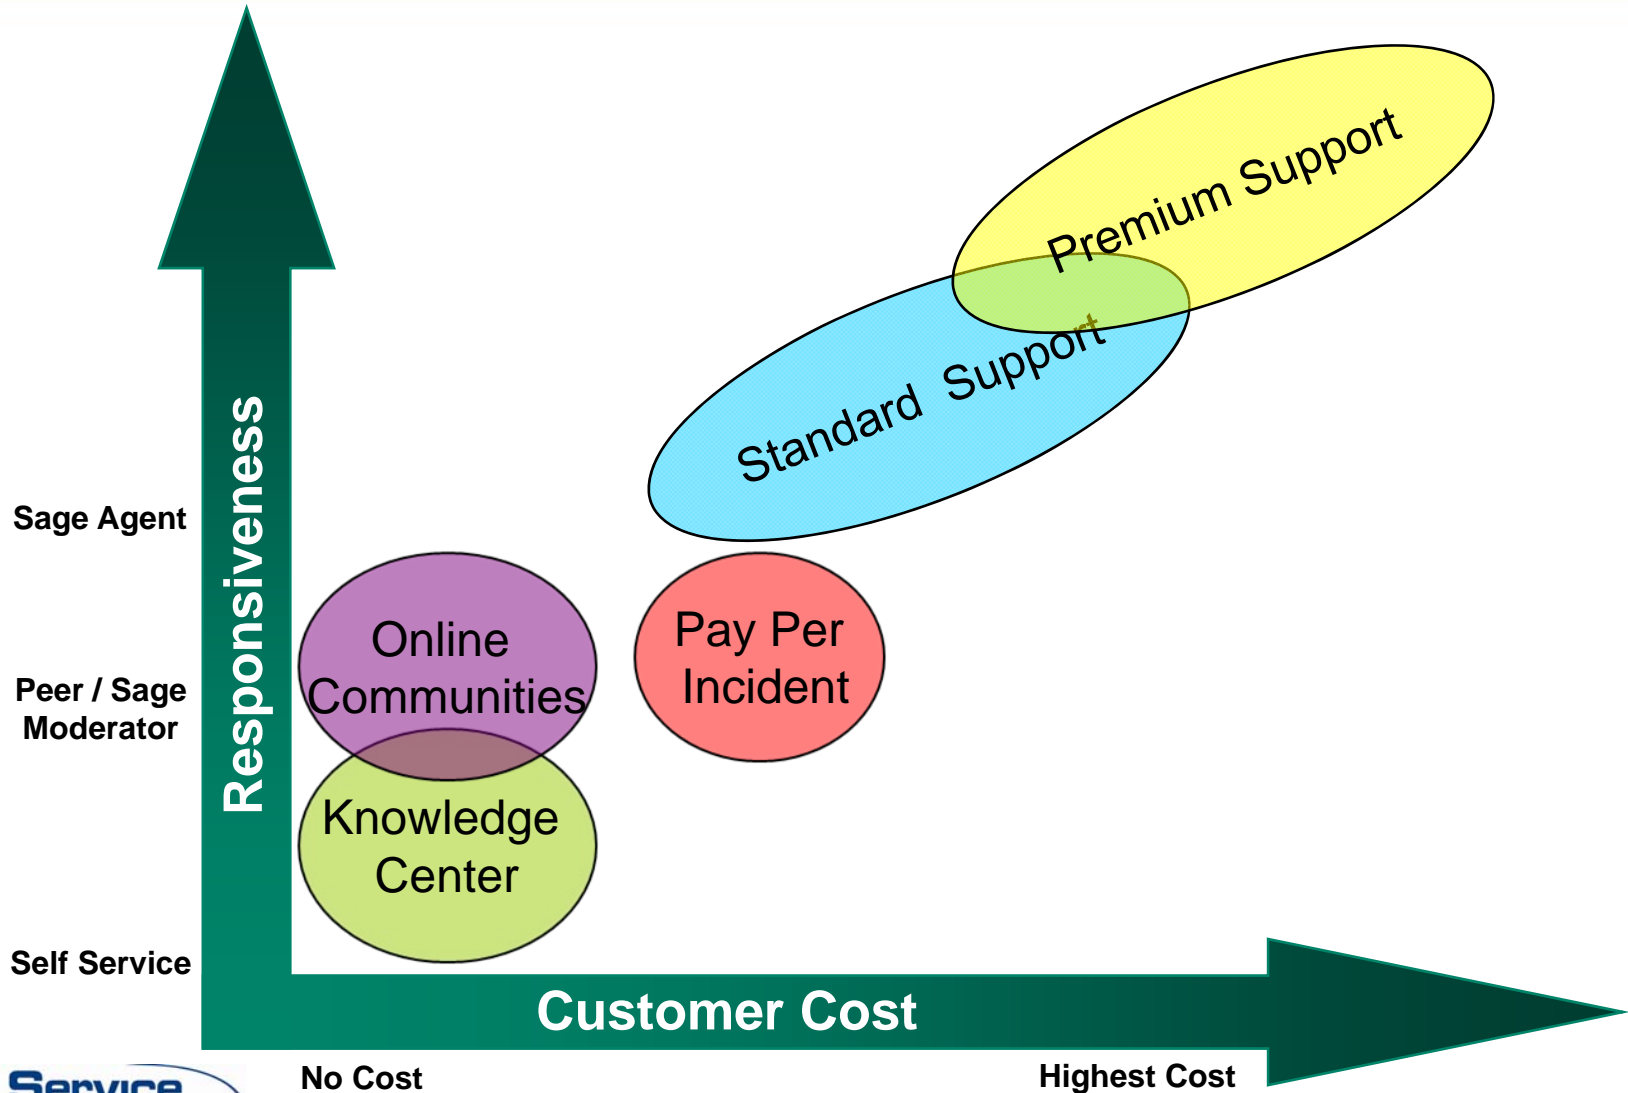 Premium Support
Standard Support
Responsiveness
Sage Agent
Online
Communities
Pay Per
Incident
Peer / Sage
Moderator
Knowledge
Center
Self Service
Customer Cost
No Cost
Highest Cost
Service